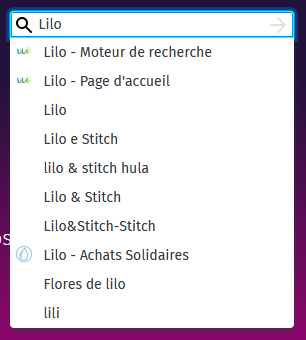 Lilo
Lilo - Moteur de recherche
Lilo - Page d'accueil
Lilo
Lilo e Stitch
lilo & stitch hula
Lilo & Stitch
Lilo&Stitch-Stitch
Lilo - Achats Solidaires
Flores de lilo
lili